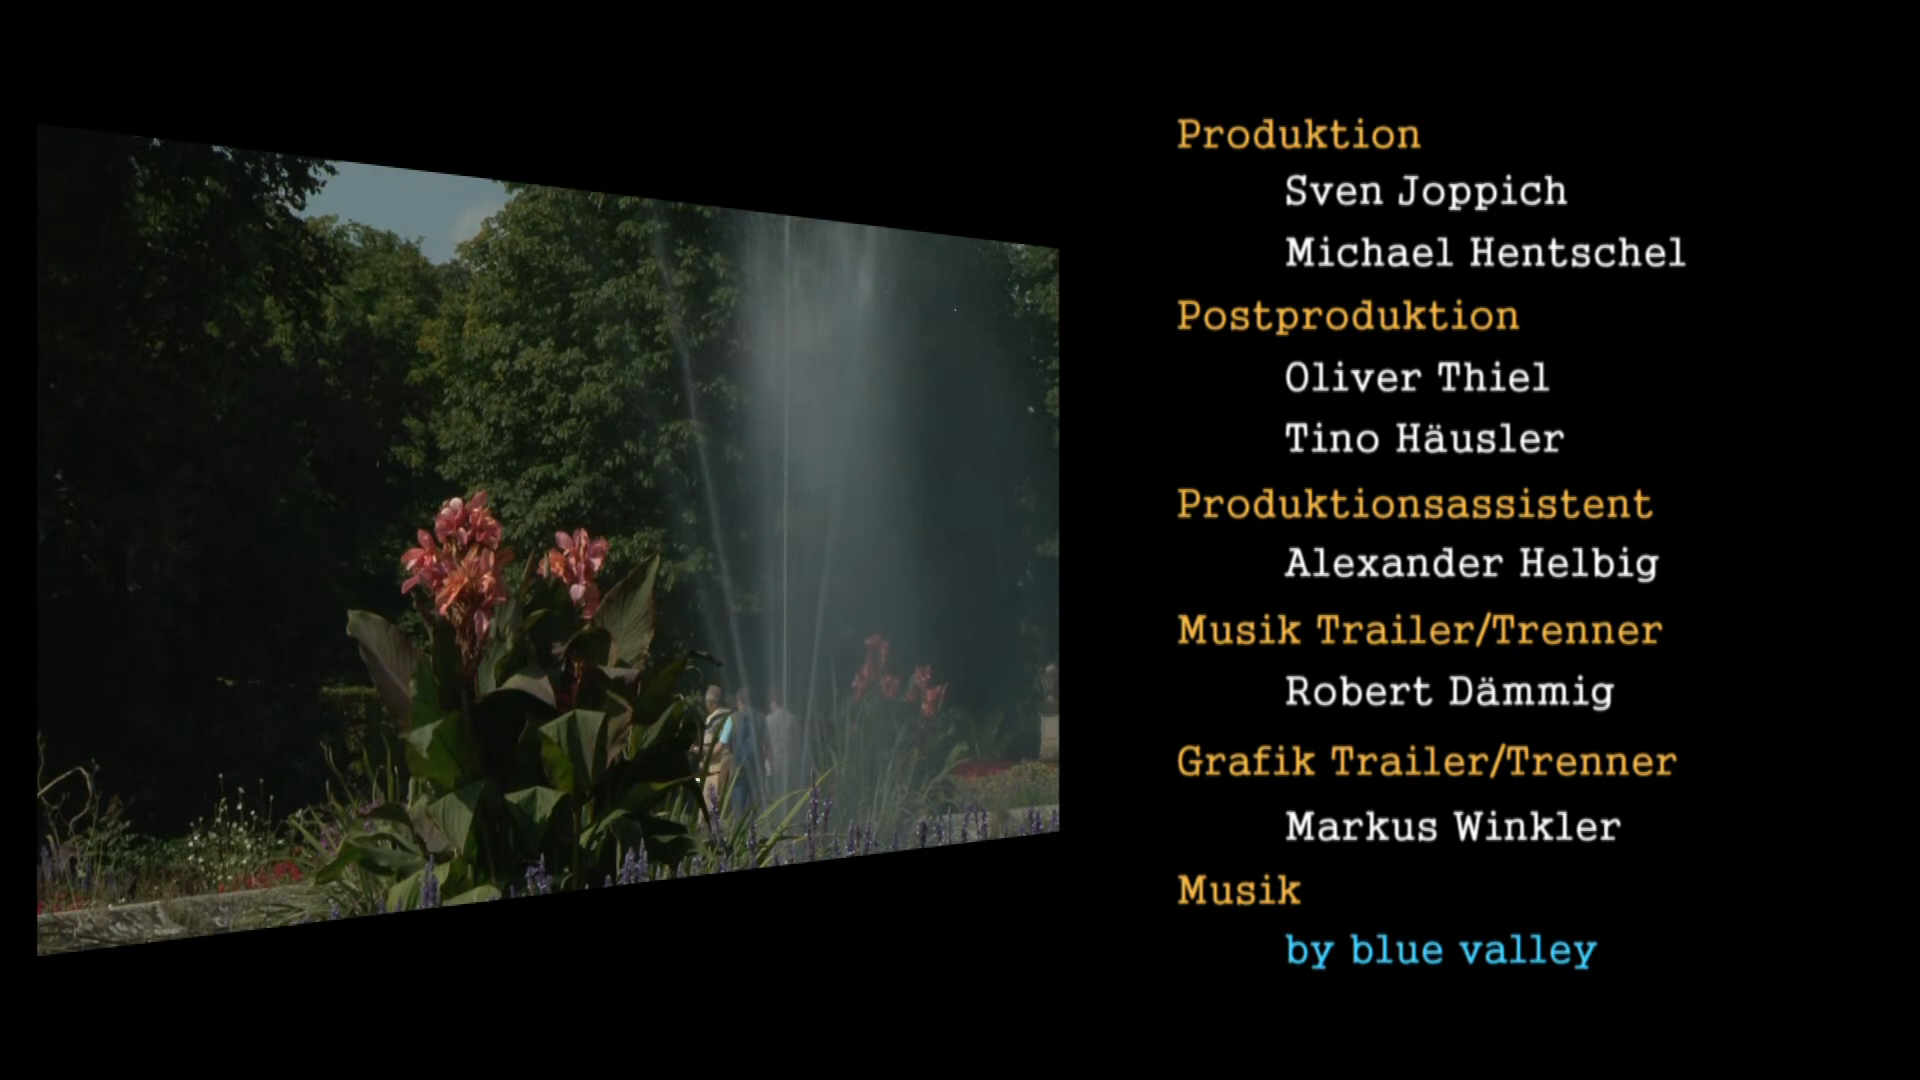 Produktion
Sven Joppich
Michael Hentschel
Postproduktion
Oliver Thiel
Tino Häusler
Produktionsassistent
Alexander Helbig
Musik Trailer/Trenner
Robert Dämmig
Grafik Trailer/Trenner
Markus Winkler
Musik
by blue valley